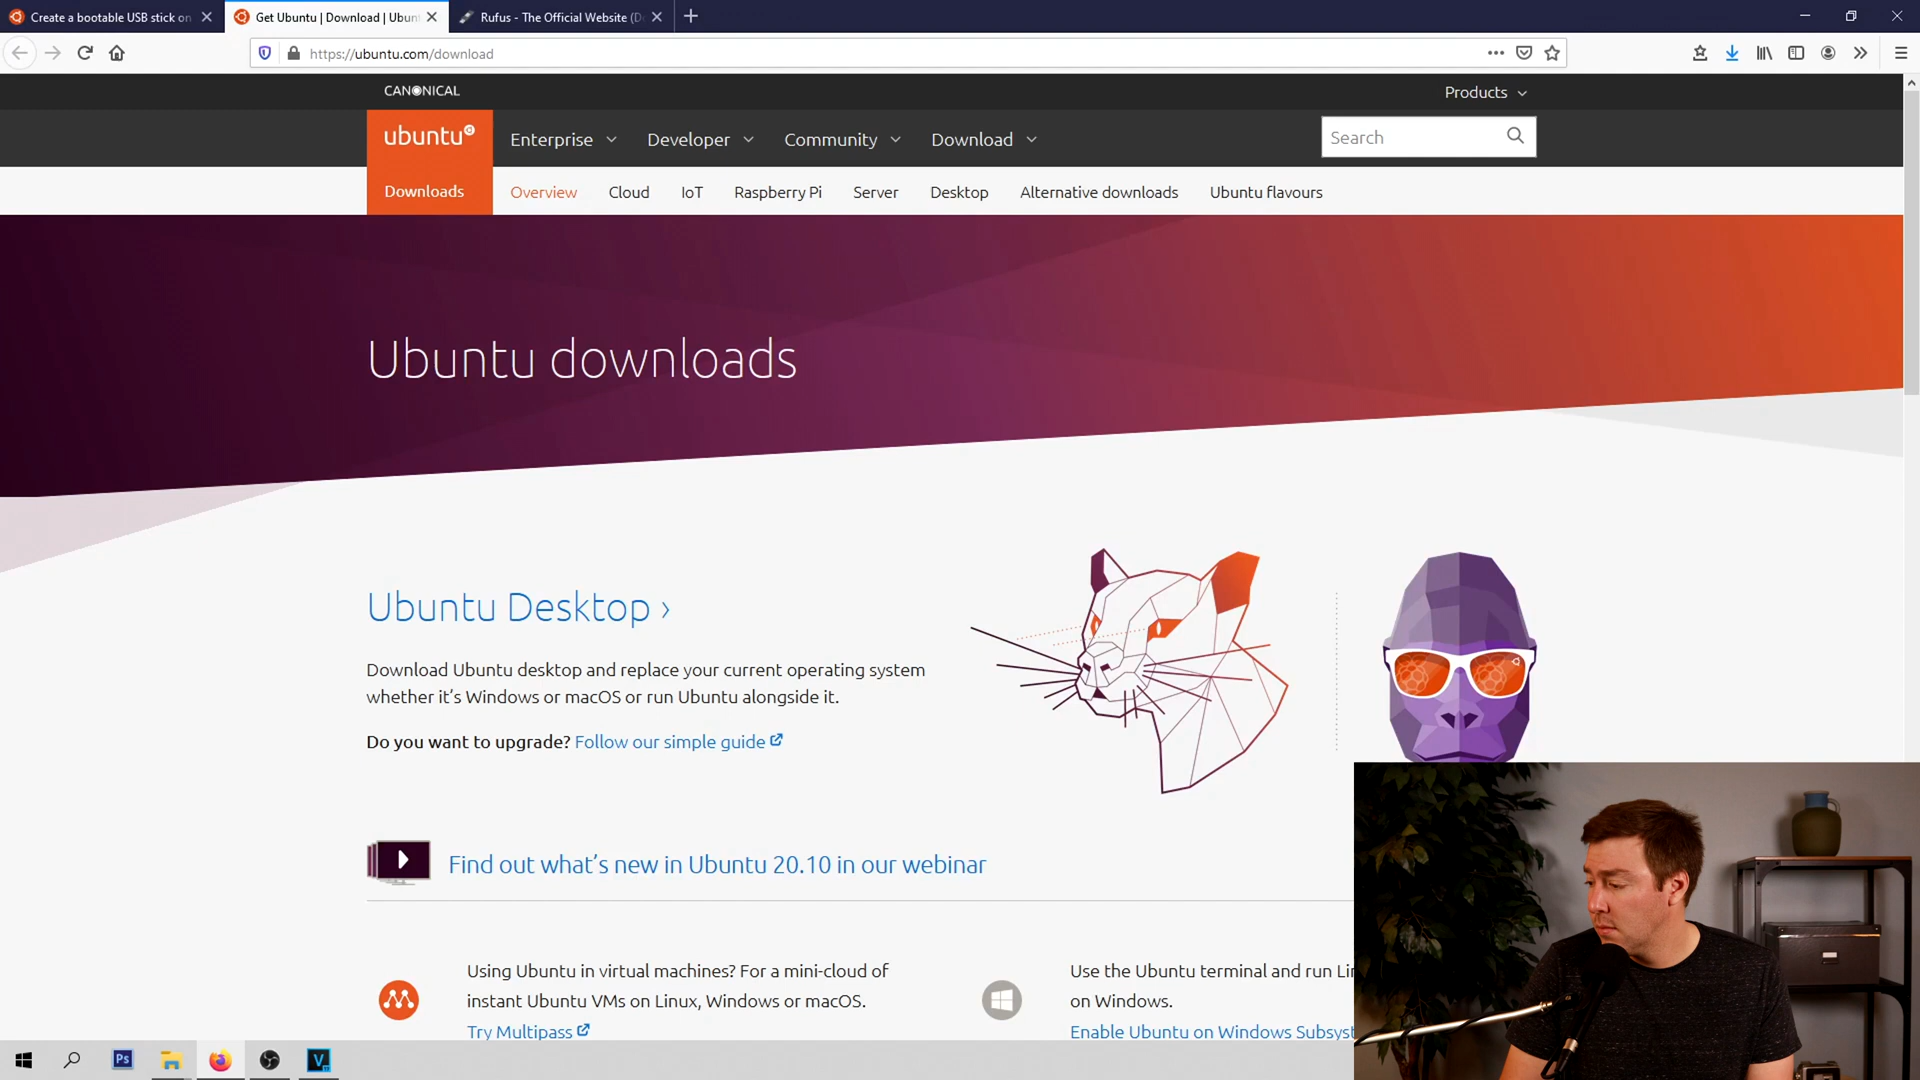 Create a bootable USB stick on
Get Ubuntu | Download | Ubun
Rufus - The Official Website (D
https://ubuntu.com/download
CANONICAL
Products
ubuntu
Enterprise
Developer
Community
Download
Search
Downloads
Overview
Cloud
IoT
Raspberry Pi
Server
Desktop
Alternative downloads
Ubuntu flavours
Ubuntu downloads
Ubuntu Desktop ›
Download Ubuntu desktop and replace your current operating system
whether it’s Windows or macOS or run Ubuntu alongside it.
Do you want to upgrade? Follow our simple guide
Find out what’s new in Ubuntu 20.10 in our webinar
Using Ubuntu in virtual machines? For a mini-cloud of
instant Ubuntu VMs on Linux, Windows or macOS.
Try Multipass
Use the Ubuntu terminal and run Li
on Windows.
Enable Ubuntu on Windows Subsyst
Ps
V